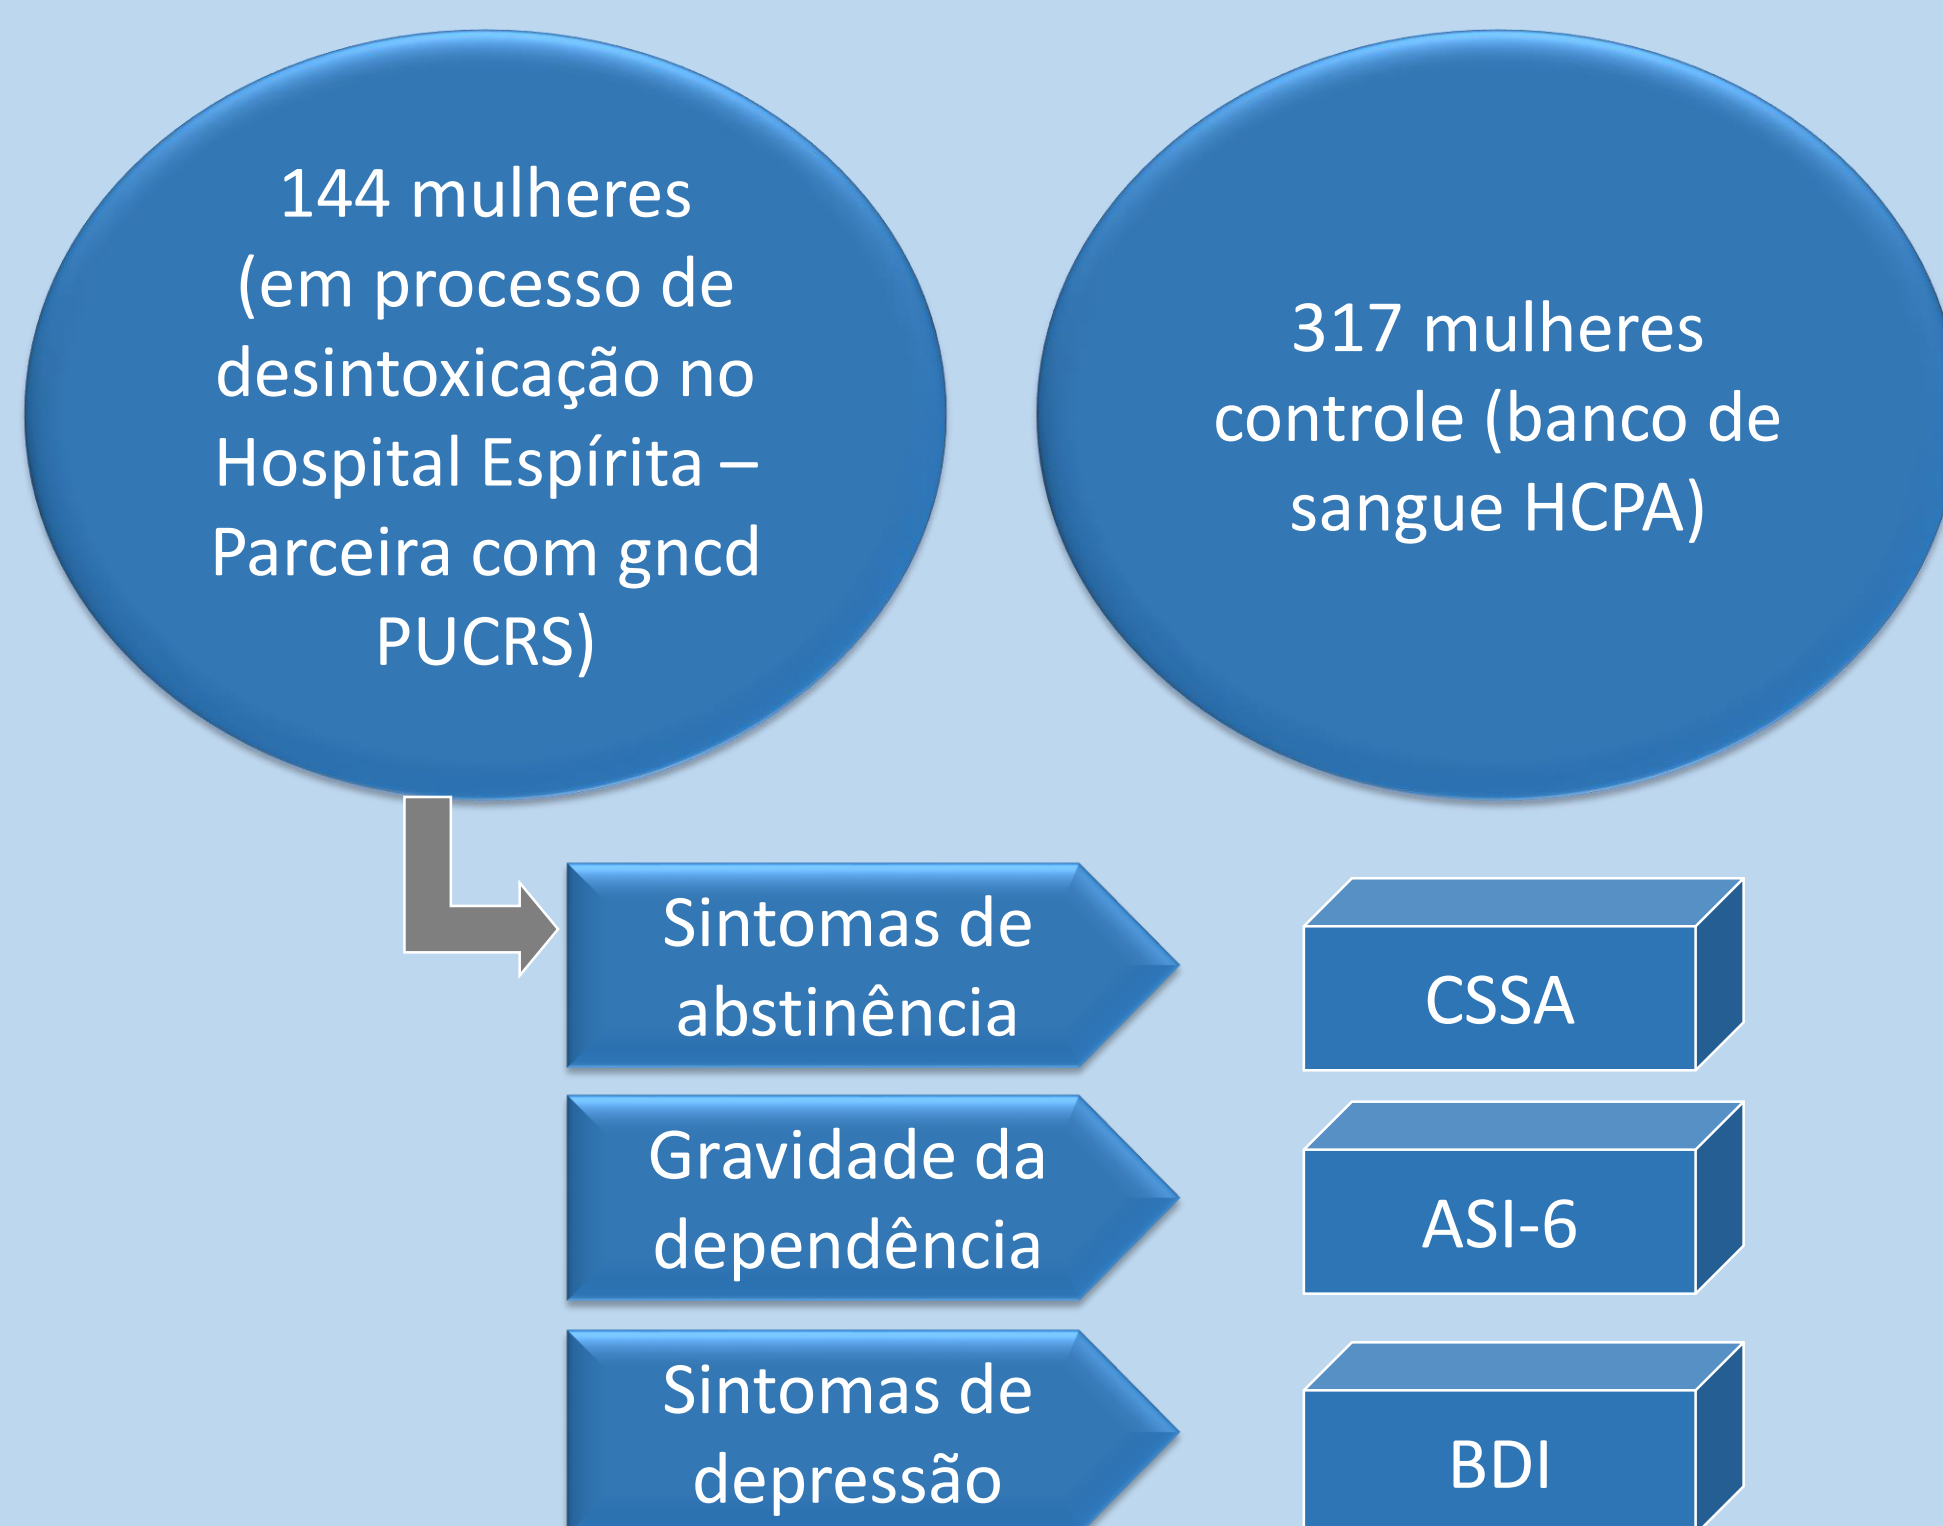 144 mulheres
(em processo de
desintoxicação no
Hospital Espírita –
Parceira com gncd
PUCRS)
317 mulheres
controle (banco de
sangue HCPA)
Sintomas de
abstinência
CSSA
Gravidade da
dependência
ASI-6
Sintomas de
depressão
BDI